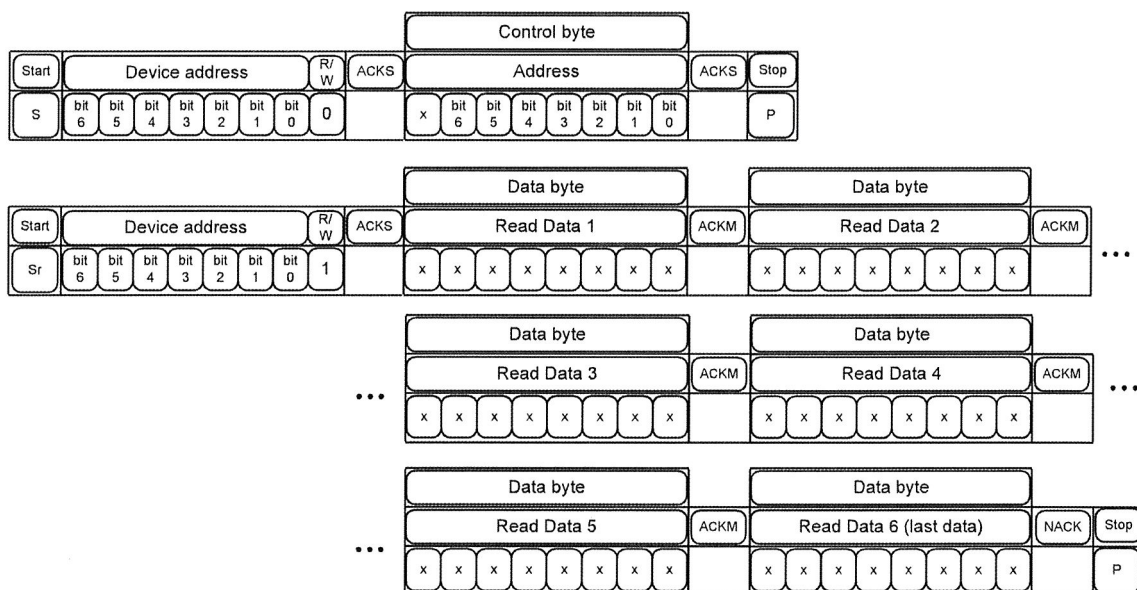 Control byte
Start Device address R/W ACKS Address ACKS Stop
S bit 6 bit 5 bit 4 bit 3 bit 2 bit 1 bit 0 0 x bit 6 bit 5 bit 4 bit 3 bit 2 bit 1 bit 0 P
Data byte Data byte
Start Device address R/W ACKS Read Data 1 ACKM Read Data 2 ACKM
Sr bit 6 bit 5 bit 4 bit 3 bit 2 bit 1 bit 0 1 x x x x x x x x x x x x x x x x ...
Data byte Data byte
... Read Data 3 ACKM Read Data 4 ACKM ...
x x x x x x x x x x x x x x x x
Data byte Data byte
Read Data 5 ACKM Read Data 6 (last data) NACK Stop
... x x x x x x x x x x x x x x x x P